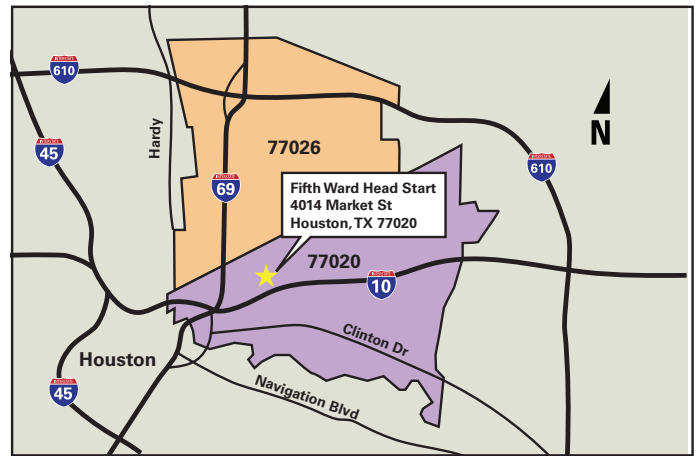 610
45
Hardy
77026
N
610
69
Fifth Ward Head Start
4014 Market St
Houston, TX 77020
77020
10
Houston
Clinton Dr
45
Navigation Blvd